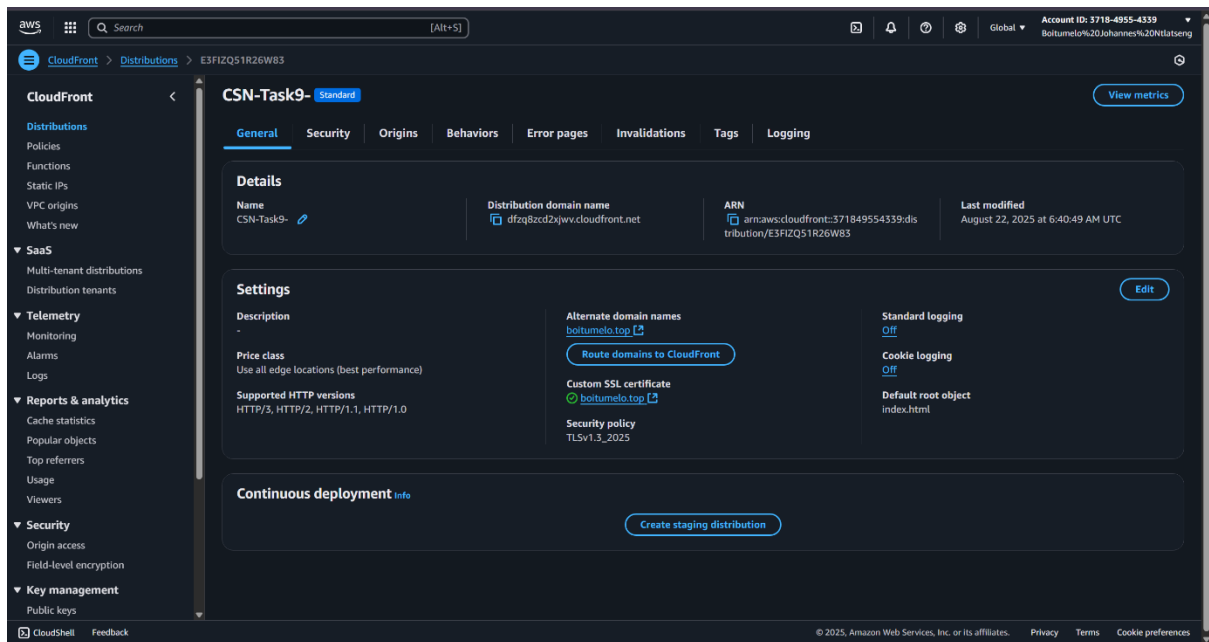 aws
Search [Alt+S]
Global
Account ID: 3718-4955-4339
Boitumelo%20Johannes%20Ntlatseng
CloudFront > Distributions > E3FIZQ51R26W83
CloudFront
Distributions
Policies
Functions
Static IPs
VPC origins
What's new
SaaS
Multi-tenant distributions
Distribution tenants
Telemetry
Monitoring
Alarms
Logs
Reports & analytics
Cache statistics
Popular objects
Top referrers
Usage
Viewers
Security
Origin access
Field-level encryption
Key management
Public keys
CSN-Task9- Standard
View metrics
General Security Origins Behaviors Error pages Invalidations Tags Logging
Details
Name
CSN-Task9-
Distribution domain name
dfzq8zcd2xjwv.cloudfront.net
ARN
arn:aws:cloudfront::371849554339:dis
tribution/E3FIZQ51R26W83
Last modified
August 22, 2025 at 6:40:49 AM UTC
Settings
Edit
Description
-
Price class
Use all edge locations (best performance)
Supported HTTP versions
HTTP/3, HTTP/2, HTTP/1.1, HTTP/1.0
Alternate domain names
boitumelo.top
Route domains to CloudFront
Custom SSL certificate
boitumelo.top
Security policy
TLSv1.3_2025
Standard logging
Off
Cookie logging
Off
Default root object
index.html
Continuous deployment Info
Create staging distribution
CloudShell Feedback
© 2025, Amazon Web Services, Inc. or its affiliates. Privacy Terms Cookie preferences